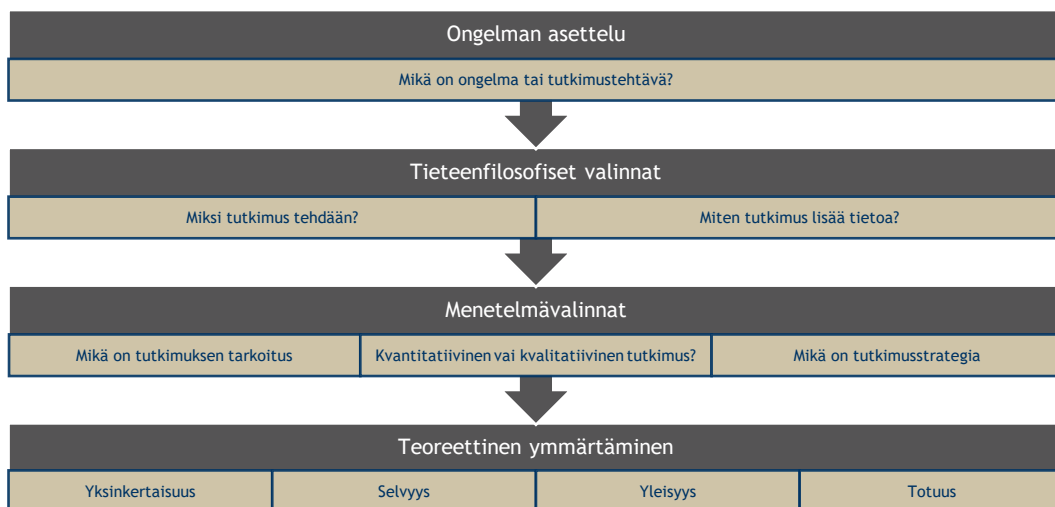 Ongelman asettelu
Mikä on ongelma tai tutkimustehtävä?
Tieteenfilosofiset valinnat
Miksi tutkimus tehdään?
Miten tutkimus lisää tietoa?
Menetelmävalinnat
Mikä on tutkimuksen tarkoitus
Kvantitatiivinen vai kvalitatiivinen tutkimus?
Mikä on tutkimusstrategia
Teoreettinen ymmärtäminen
Yksinkertaisuus
Selvyys
Yleisyys
Totuus